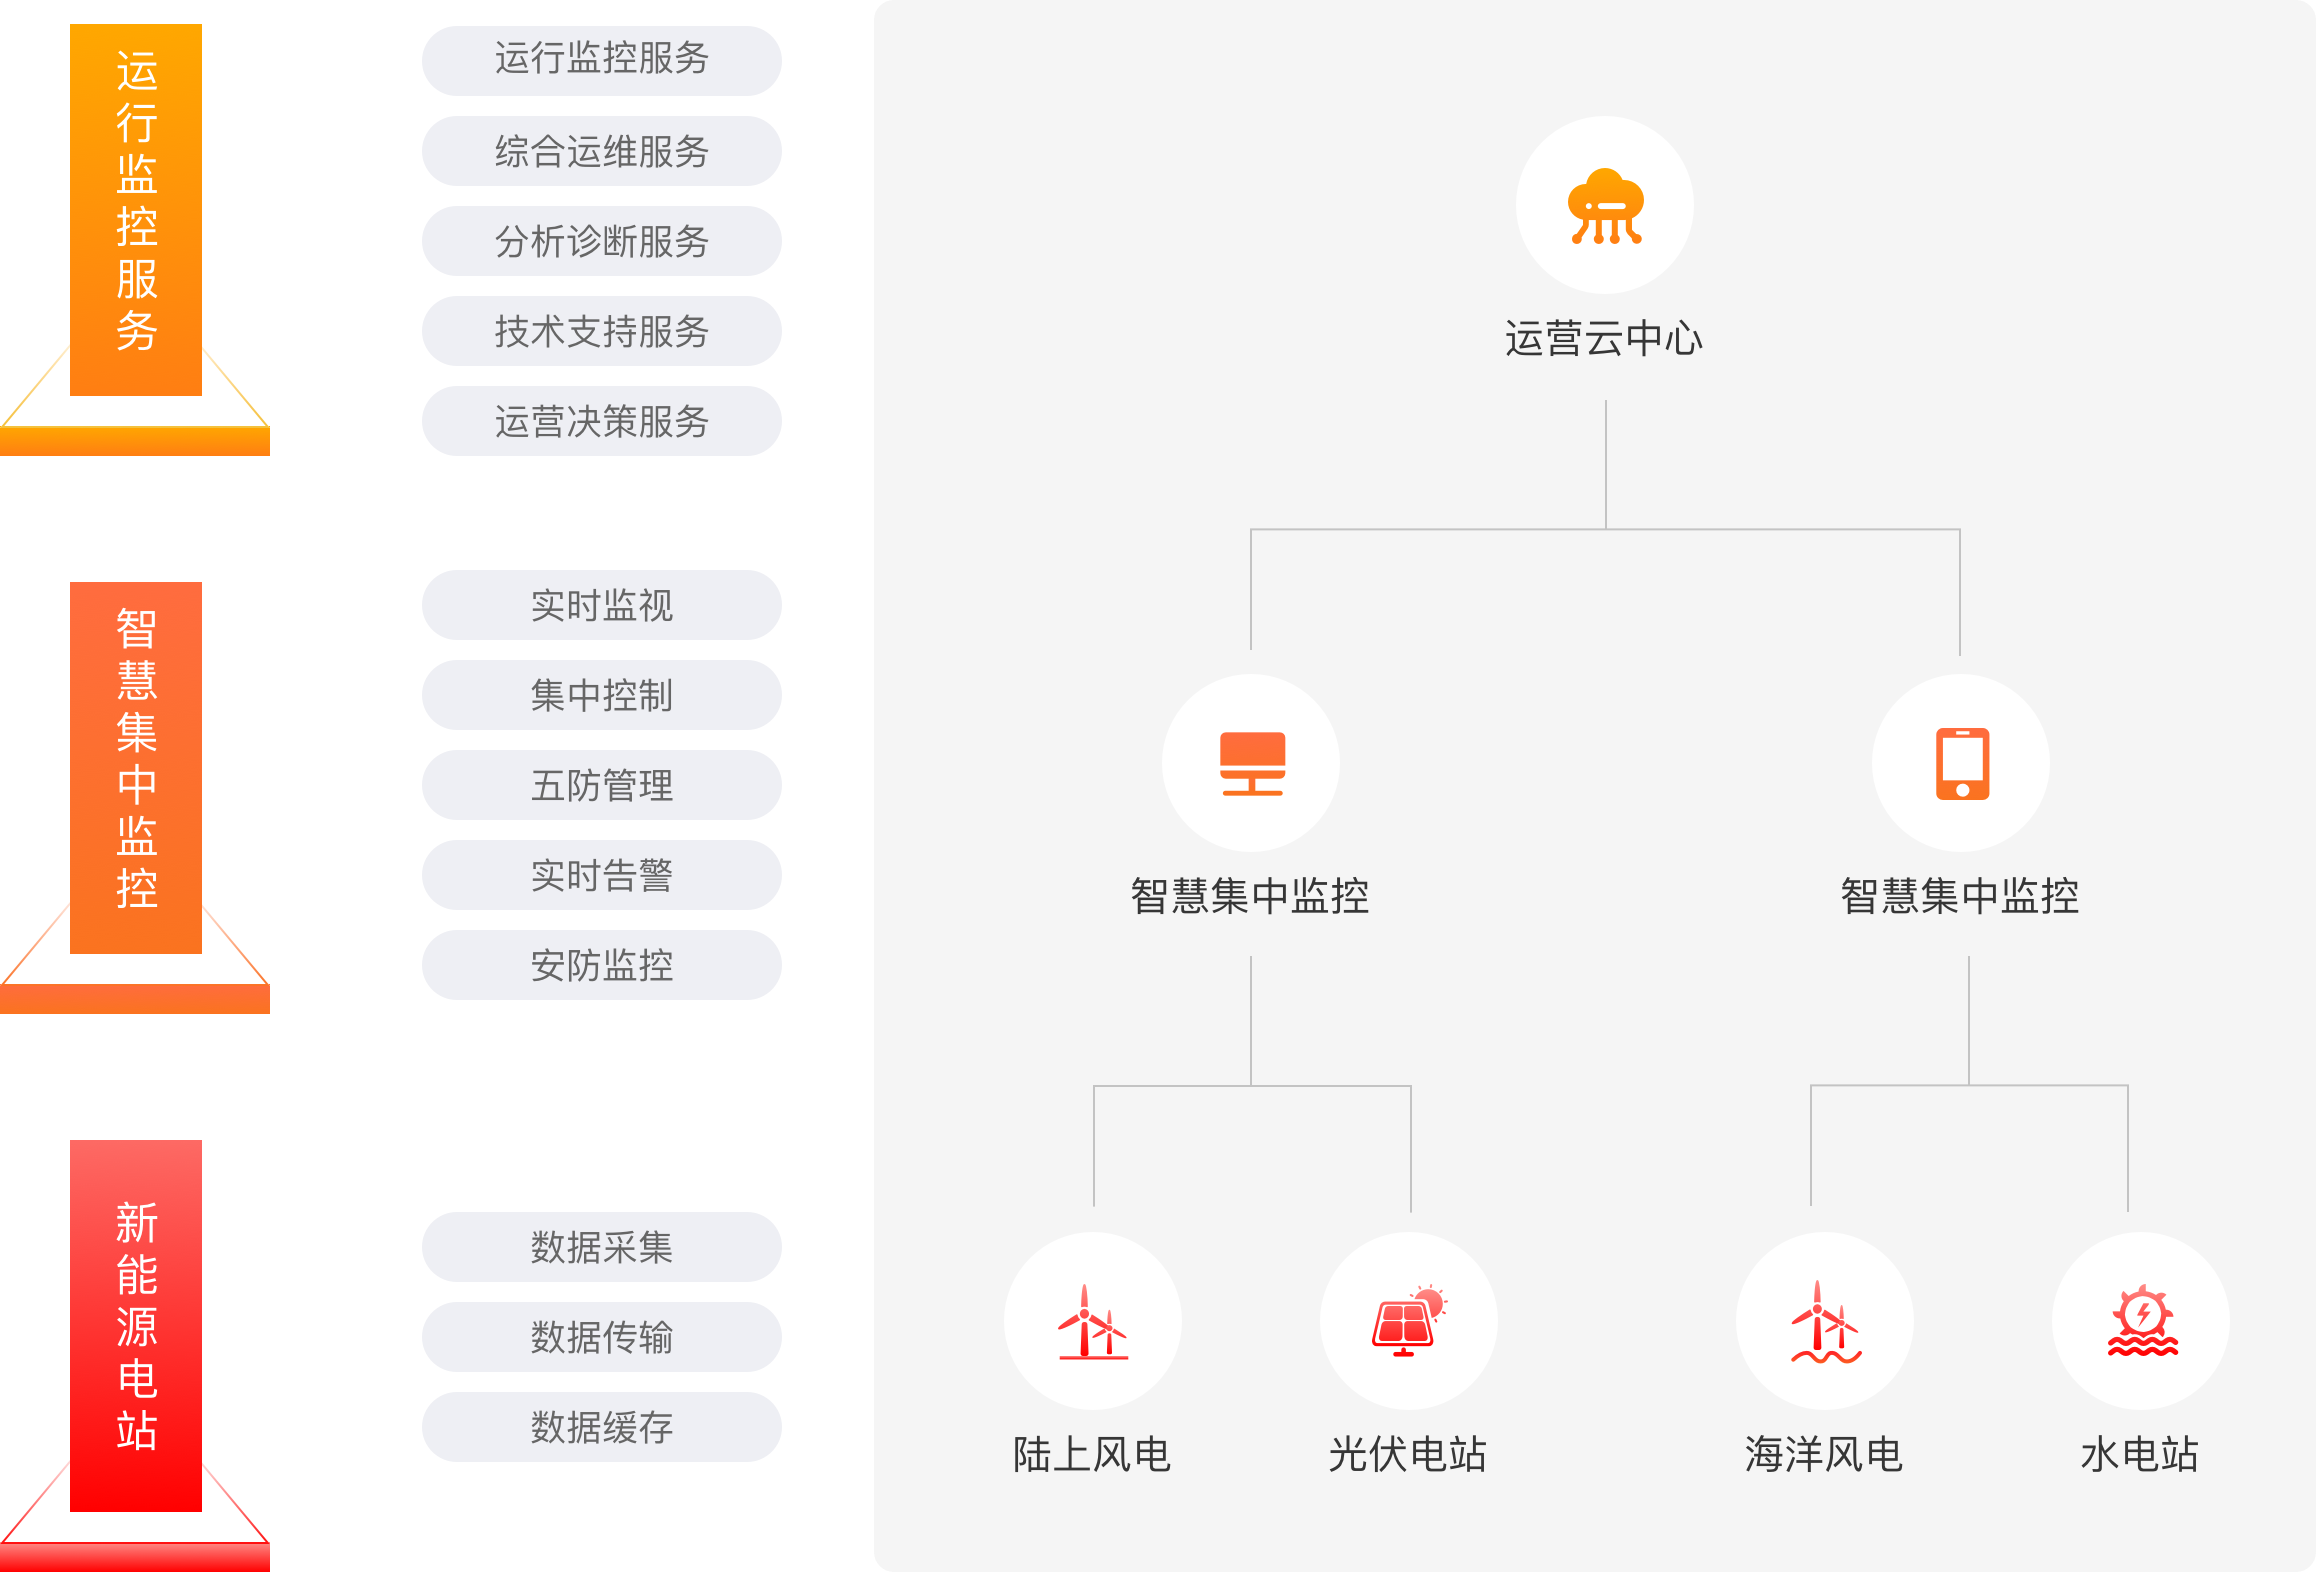 运行监控服务
运行监控服务
综合运维服务
分析诊断服务
技术支持服务
运营决策服务
智慧集中监控
实时监视
集中控制
五防管理
实时告警
安防监控
新能源电站
数据采集
数据传输
数据缓存
运营云中心
智慧集中监控
智慧集中监控
陆上风电
光伏电站
海洋风电
水电站